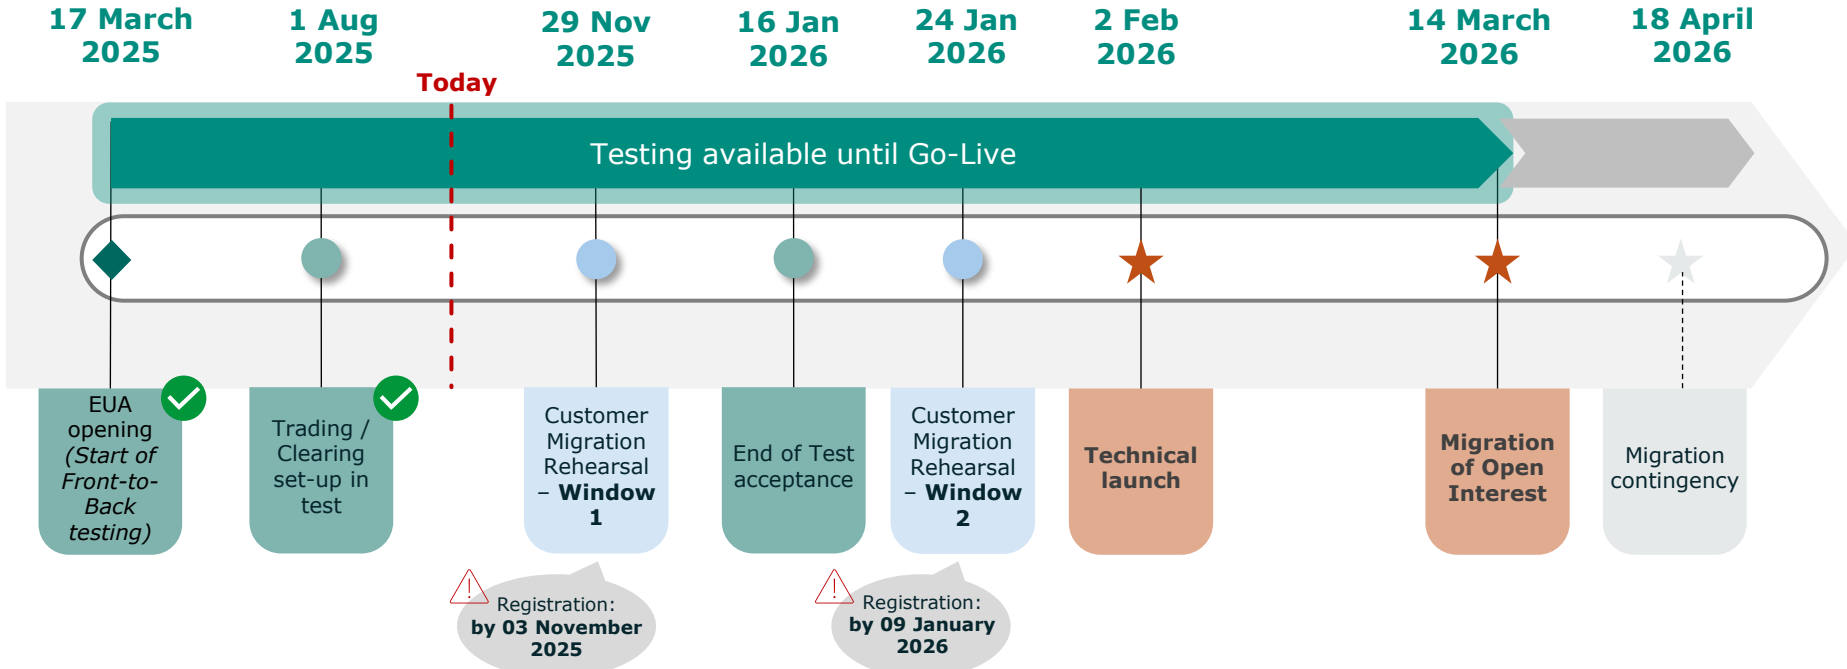 17 March
2025
1 Aug
2025
29 Nov
2025
16 Jan
2026
24 Jan
2026
2 Feb
2026
14 March
2026
18 April
2026
Today
Testing available until Go-Live
EUA
opening
(Start of
Front-to-
Back
testing)
Trading /
Clearing
set-up in
test
Customer
Migration
Rehearsal
– Window
1
End of Test
acceptance
Customer
Migration
Rehearsal
– Window
2
Technical
launch
Migration
of Open
Interest
Migration
contingency
Registration:
by 03 November
2025
Registration:
by 09 January
2026